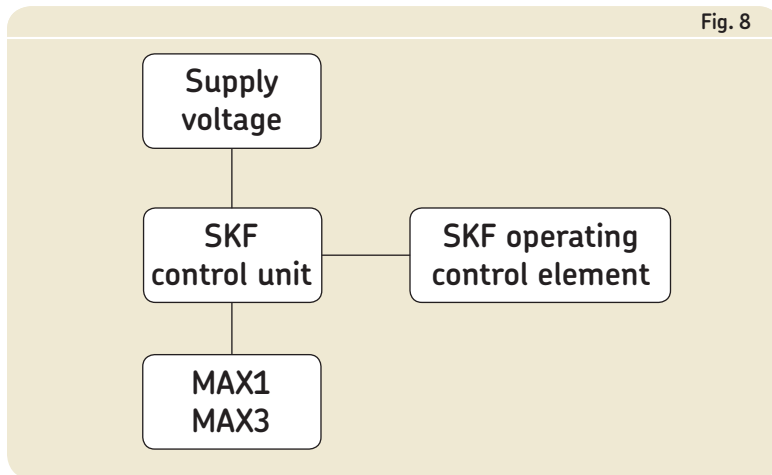 Fig. 8
Supply
voltage
SKF
control unit
SKF operating
control element
MAX1
MAX3